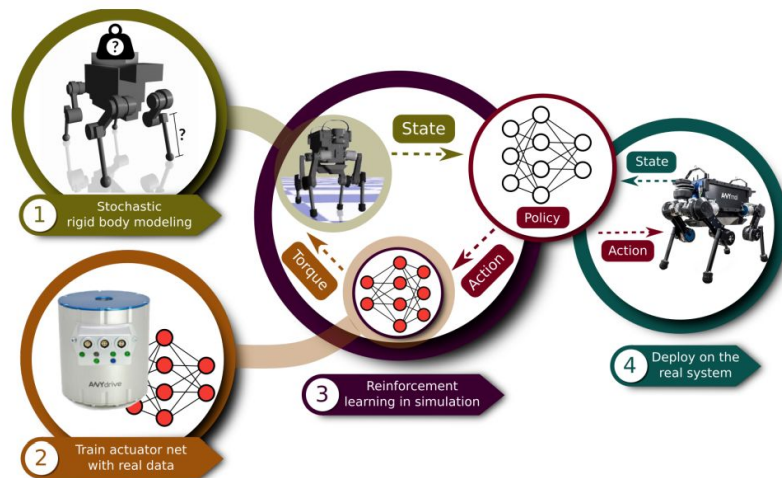 ?
?
1
Stochastic
rigid body modeling
ANYdrive
2
Train actuator net
with real data
State
Policy
Action
Torque
3
Reinforcement
learning in simulation
State
Action
4
Deploy on the
real system